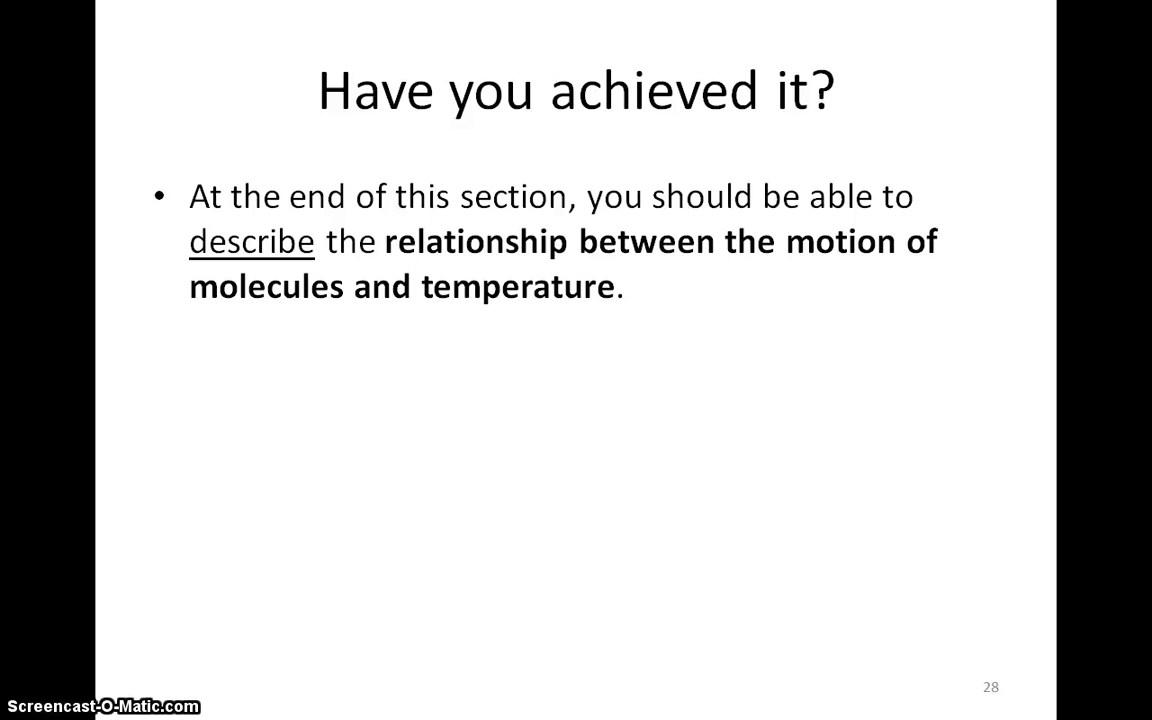 Have you achieved it?
• At the end of this section, you should be able to
describe the relationship between the motion of
molecules and temperature.
28
Screencast-O-Matic.com